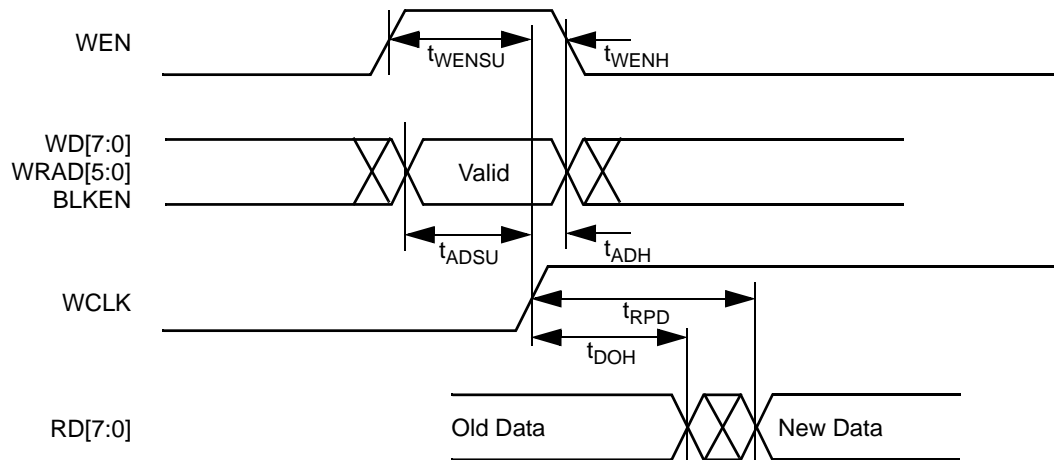 WEN
tWENSU
tWENH
WD[7:0]
WRAD[5:0]
BLKEN
Valid
tADSU
tADH
WCLK
tRPD
tDOH
RD[7:0]
Old Data
New Data